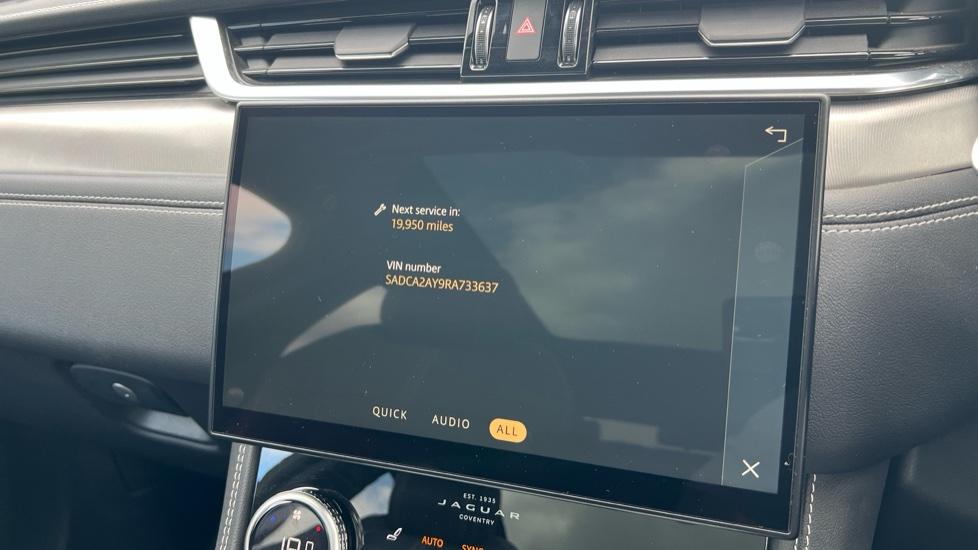 Next service in:
19,950 miles
VIN number
SADCA2AY9RA733637
QUICK AUDIO ALL
EST. 1935
JAGUAR
COVENTRY
AUTO